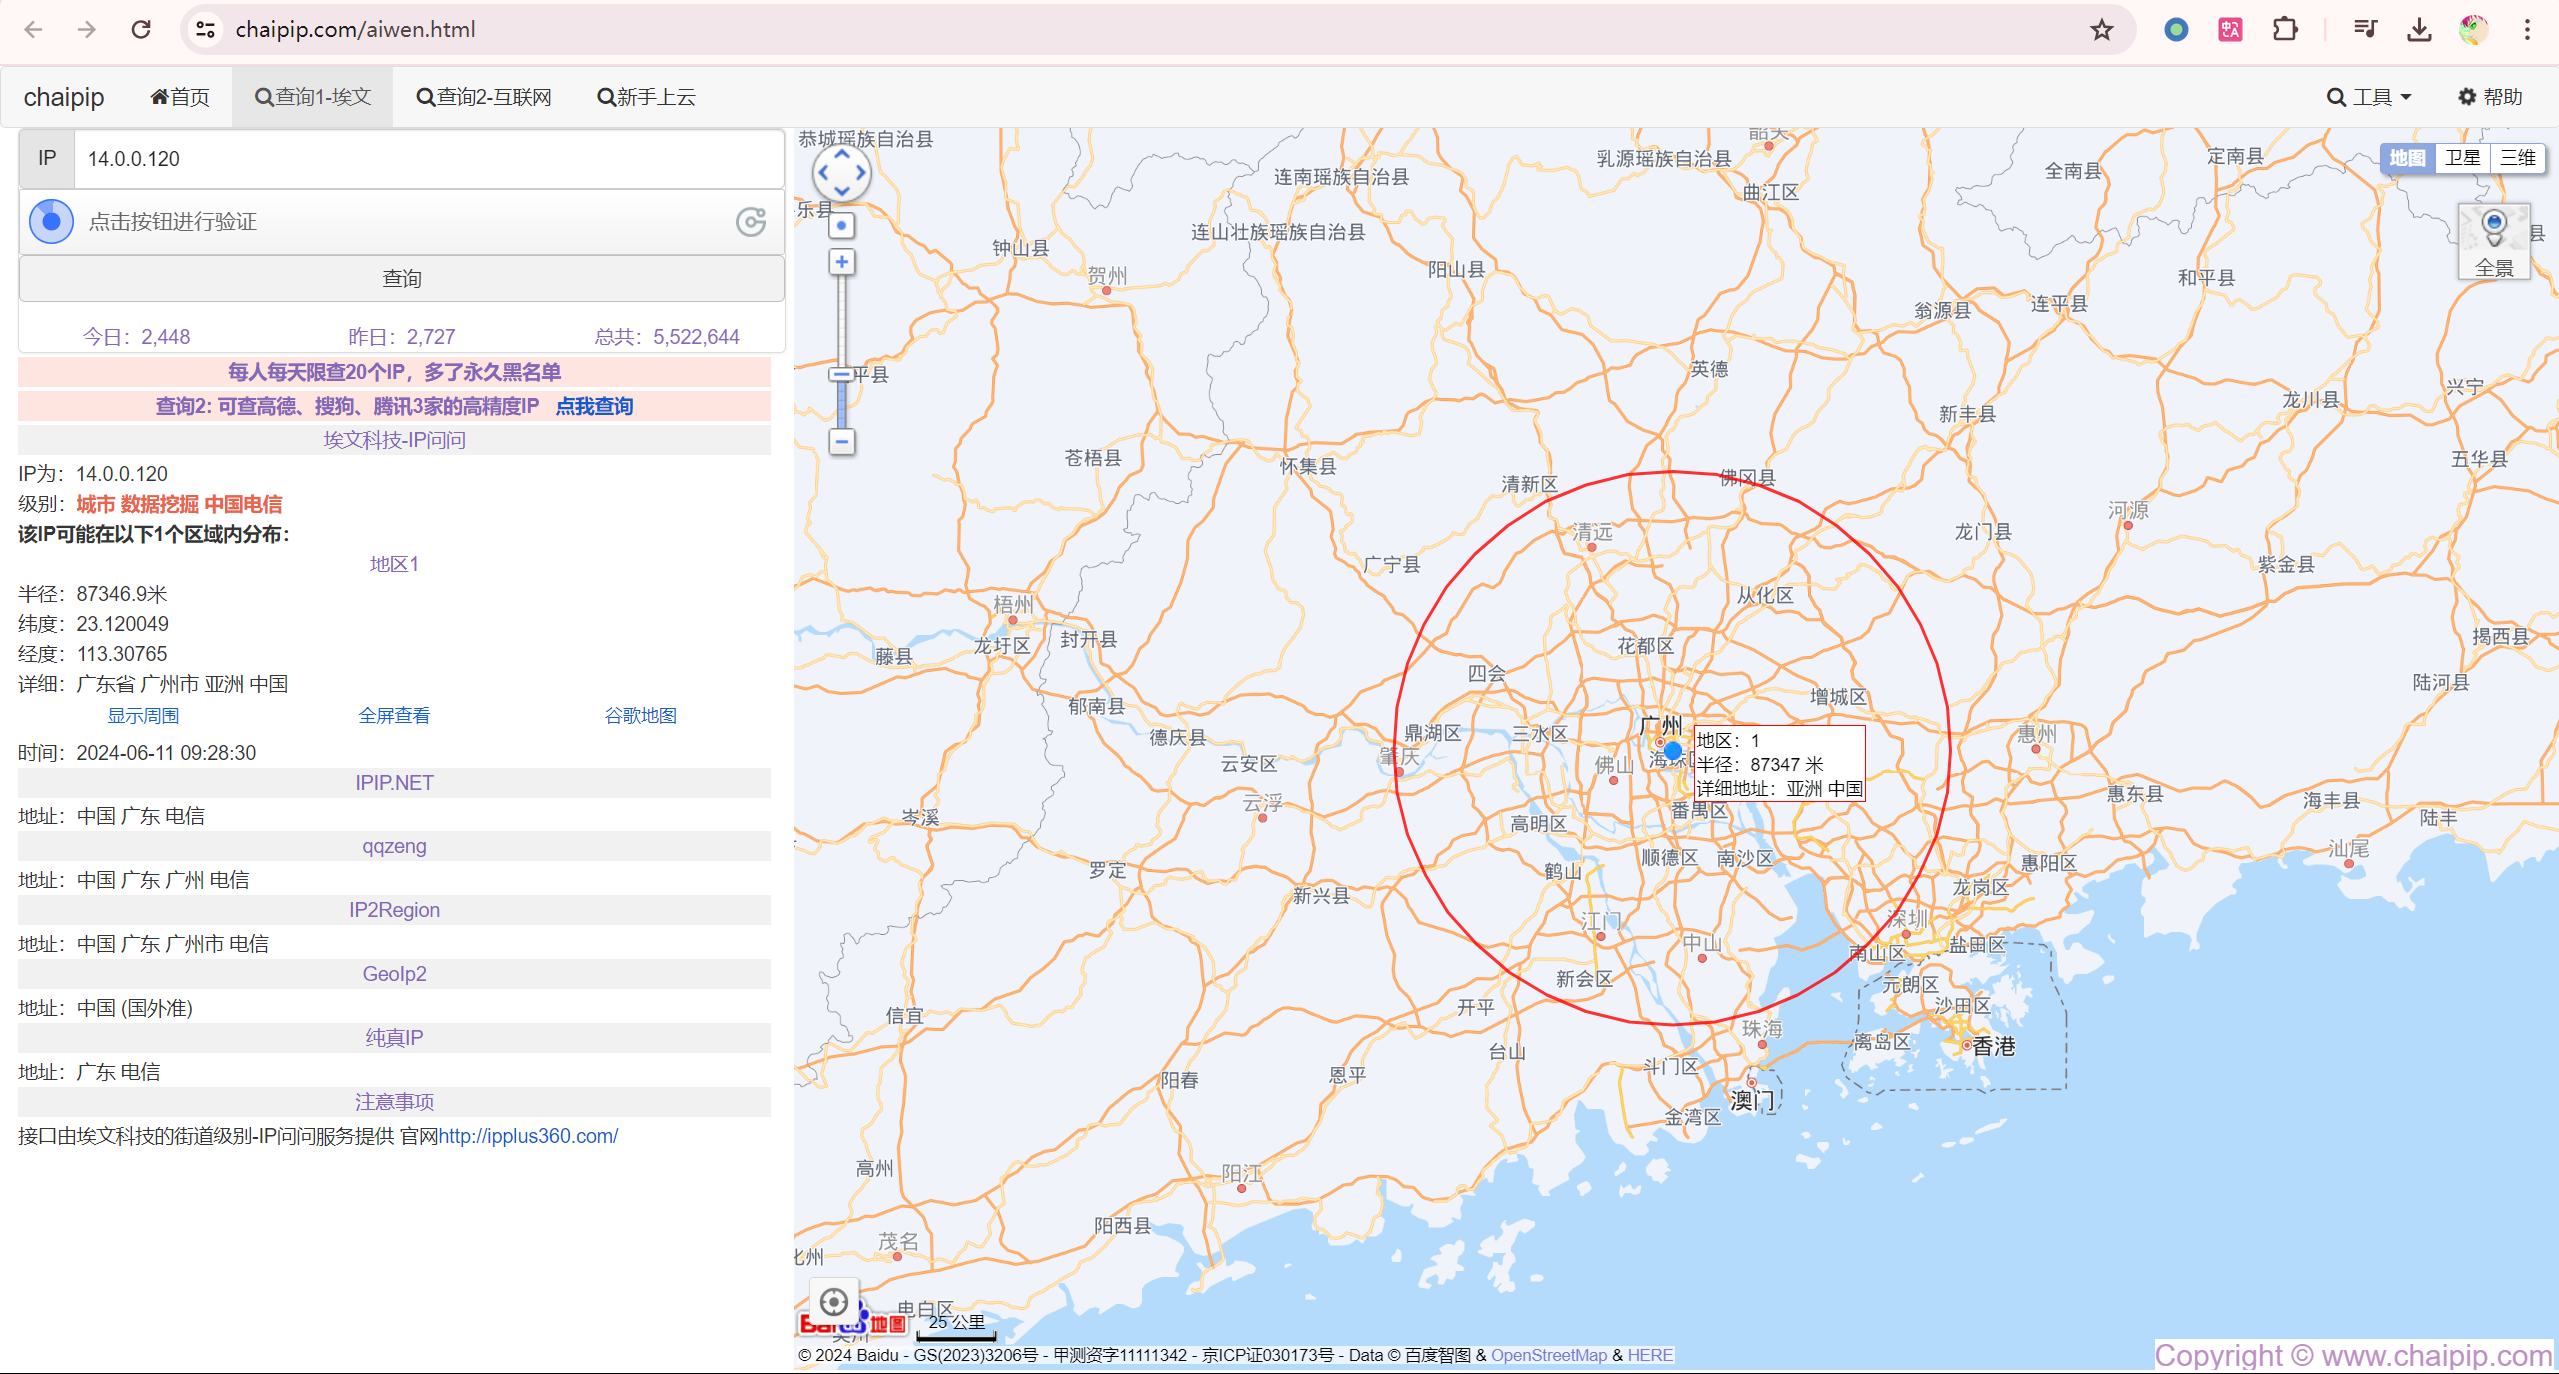 chaipip.com/aiwen.html
chaipip 首页 查询1-埃文 查询2-互联网 新手上云 工具 帮助
IP 14.0.0.120
点击按钮进行验证
查询
今日：2,448 昨日：2,727 总共：5,522,644
每人每天限查20个IP，多了永久黑名单
查询2: 可查高德、搜狗、腾讯3家的高精度IP 点我查询
埃文科技-IP问问
IP为：14.0.0.120
级别：城市 数据挖掘 中国电信
该IP可能在以下1个区域内分布：
地区1
半径：87346.9米
纬度：23.120049
经度：113.30765
详细：广东省 广州市 亚洲 中国
显示周围 全屏查看 谷歌地图
时间：2024-06-11 09:28:30
IPIP.NET
地址：中国 广东 电信
qqzeng
地址：中国 广东 广州 电信
IP2Region
地址：中国 广东 广州市 电信
GeoIp2
地址：中国 (国外准)
纯真IP
地址：广东 电信
注意事项
接口由埃文科技的街道级别-IP问问服务提供 官网http://ipplus360.com/
恭城瑶族自治县
韶关
乳源瑶族自治县
定南县
全南县
地图 卫星 三维
连南瑶族自治县
曲江区
乐县
连山壮族瑶族自治县
县
钟山县
全景
贺州
阳山县
和平县
翁源县
连平县
平县
英德
兴宁
龙川县
新丰县
苍梧县
怀集县
五华县
清新区
佛冈县
河源
清远
龙门县
广宁县
紫金县
从化区
梧州
封开县
龙圩区
花都区
揭西县
藤县
四会
陆河县
增城区
郁南县
广州
鼎湖区
三水区
惠州
德庆县
地区：1
肇庆
海珠区
云安区
佛山
半径：87347 米
详细地址：亚洲 中国
惠东县
海丰县
云浮
番禺区
岑溪
高明区
陆丰
汕尾
顺德区
南沙区
惠阳区
罗定
鹤山
龙岗区
新兴县
江门
深圳
中山
盐田区
南山区
新会区
元朗区
开平
沙田区
信宜
珠海
离岛区
香港
台山
斗门区
恩平
阳春
澳门
金湾区
高州
阳江
阳西县
茂名
化州
电白区
Bai 地图
25 公里
吴川
© 2024 Baidu - GS(2023)3206号 - 甲测资字11111342 - 京ICP证030173号 - Data © 百度智图 & OpenStreetMap & HERE
Copyright © www.chaipip.com